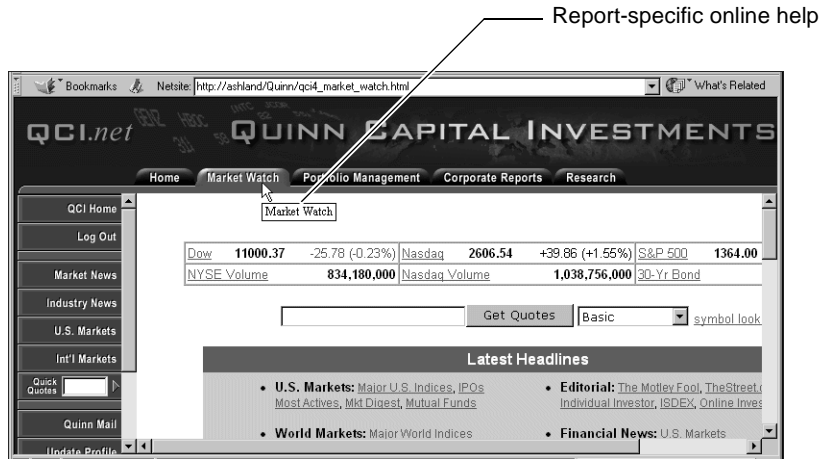 Report-specific online help
Bookmarks Netsite: http://ashland/Quinn/qci4_market_watch.html What's Related
QCI.net QUINN CAPITAL INVESTMENTS
Home Market Watch Portfolio Management Corporate Reports Research
Market Watch
QCI Home
Log Out
Market News
Industry News
U.S. Markets
Int'l Markets
Quick Quotes
Quinn Mail
Update Profile
Dow 11000.37 -25.78 (-0.23%) Nasdaq 2606.54 +39.86 (+1.55%) S&P 500 1364.00
NYSE Volume 834,180,000 Nasdaq Volume 1,038,756,000 30-Yr Bond
Get Quotes Basic symbol look
Latest Headlines
• U.S. Markets: Major U.S. Indices, IPOs
Most Actives, Mkt Digest, Mutual Funds
• World Markets: Major World Indices
• Editorial: The Motley Fool, TheStreet.
Individual Investor, ISDEX, Online Inves
• Financial News: U.S. Markets